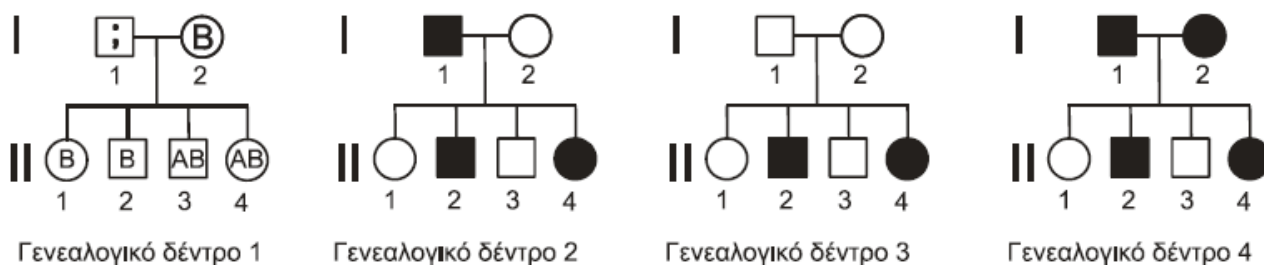 I ; B I I I
1 2 1 2 1 2 1 2
II B B AB AB II II II
1 2 3 4 1 2 3 4 1 2 3 4 1 2 3 4
Γενεαλογικό δέντρο 1 Γενεαλογικό δέντρο 2 Γενεαλογικό δέντρο 3 Γενεαλογικό δέντρο 4